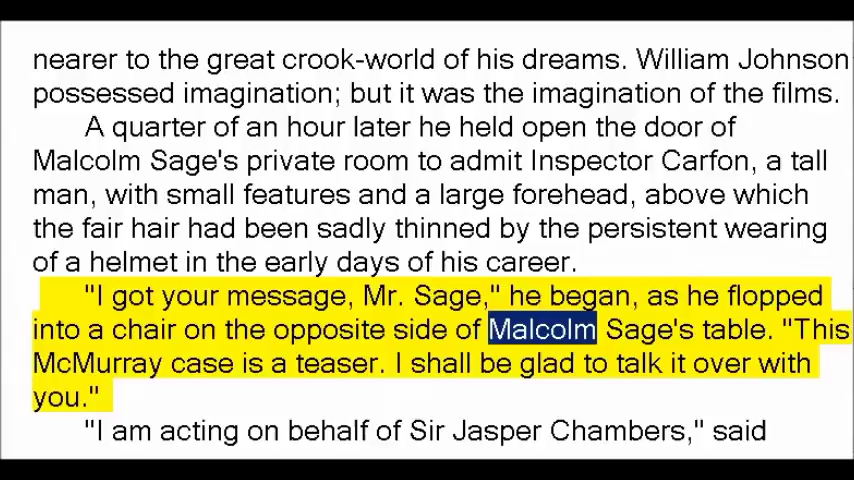 nearer to the great crook-world of his dreams. William Johnson
possessed imagination; but it was the imagination of the films.
A quarter of an hour later he held open the door of
Malcolm Sage's private room to admit Inspector Carfon, a tall
man, with small features and a large forehead, above which
the fair hair had been sadly thinned by the persistent wearing
of a helmet in the early days of his career.
"I got your message, Mr. Sage," he began, as he flopped
into a chair on the opposite side of Malcolm Sage's table. "This
McMurray case is a teaser. I shall be glad to talk it over with
you."
"I am acting on behalf of Sir Jasper Chambers," said